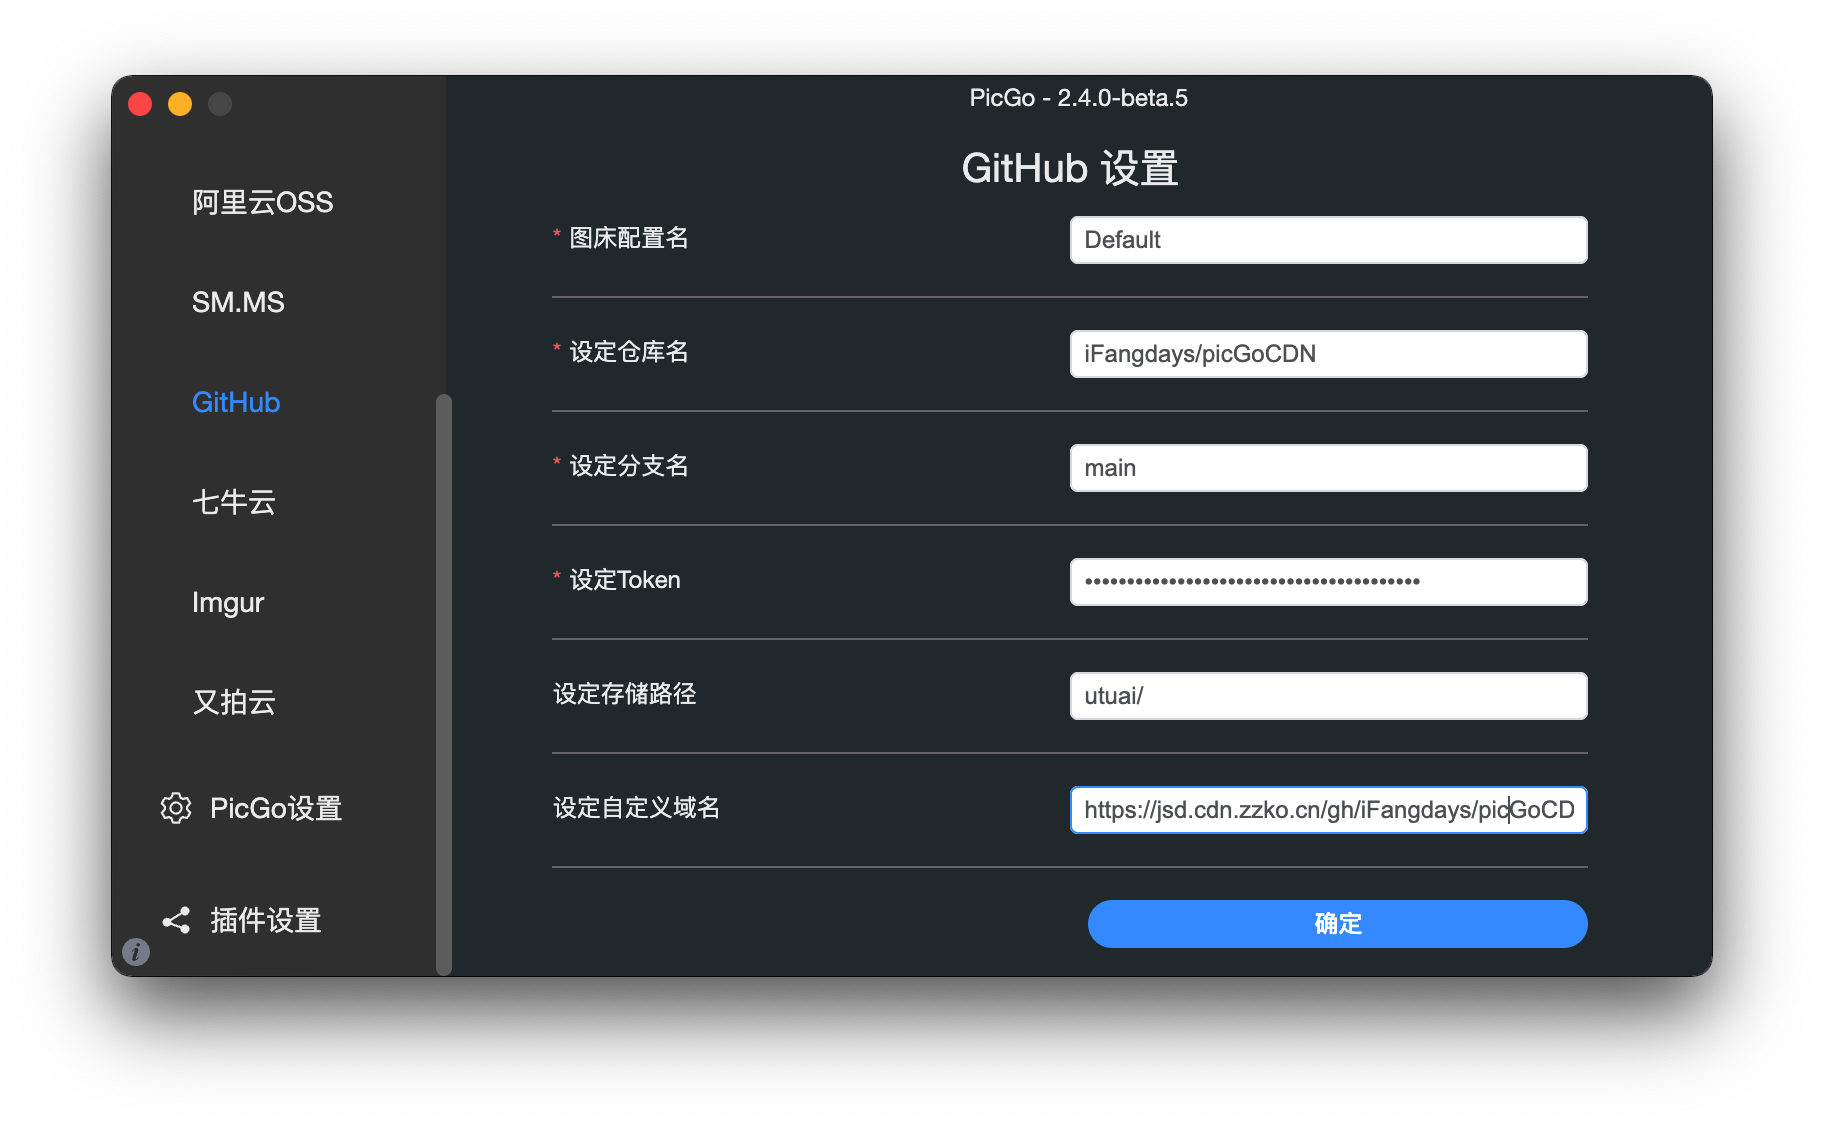 PicGo - 2.4.0-beta.5
阿里云OSS
SM.MS
GitHub
七牛云
Imgur
又拍云
PicGo设置
插件设置
GitHub 设置
* 图床配置名
Default
* 设定仓库名
iFangdays/picGoCDN
* 设定分支名
main
* 设定Token
••••••••••••••••••••••••••••••••••••••••
设定存储路径
utuai/
设定自定义域名
https://jsd.cdn.zzko.cn/gh/iFangdays/picGoCD
确定